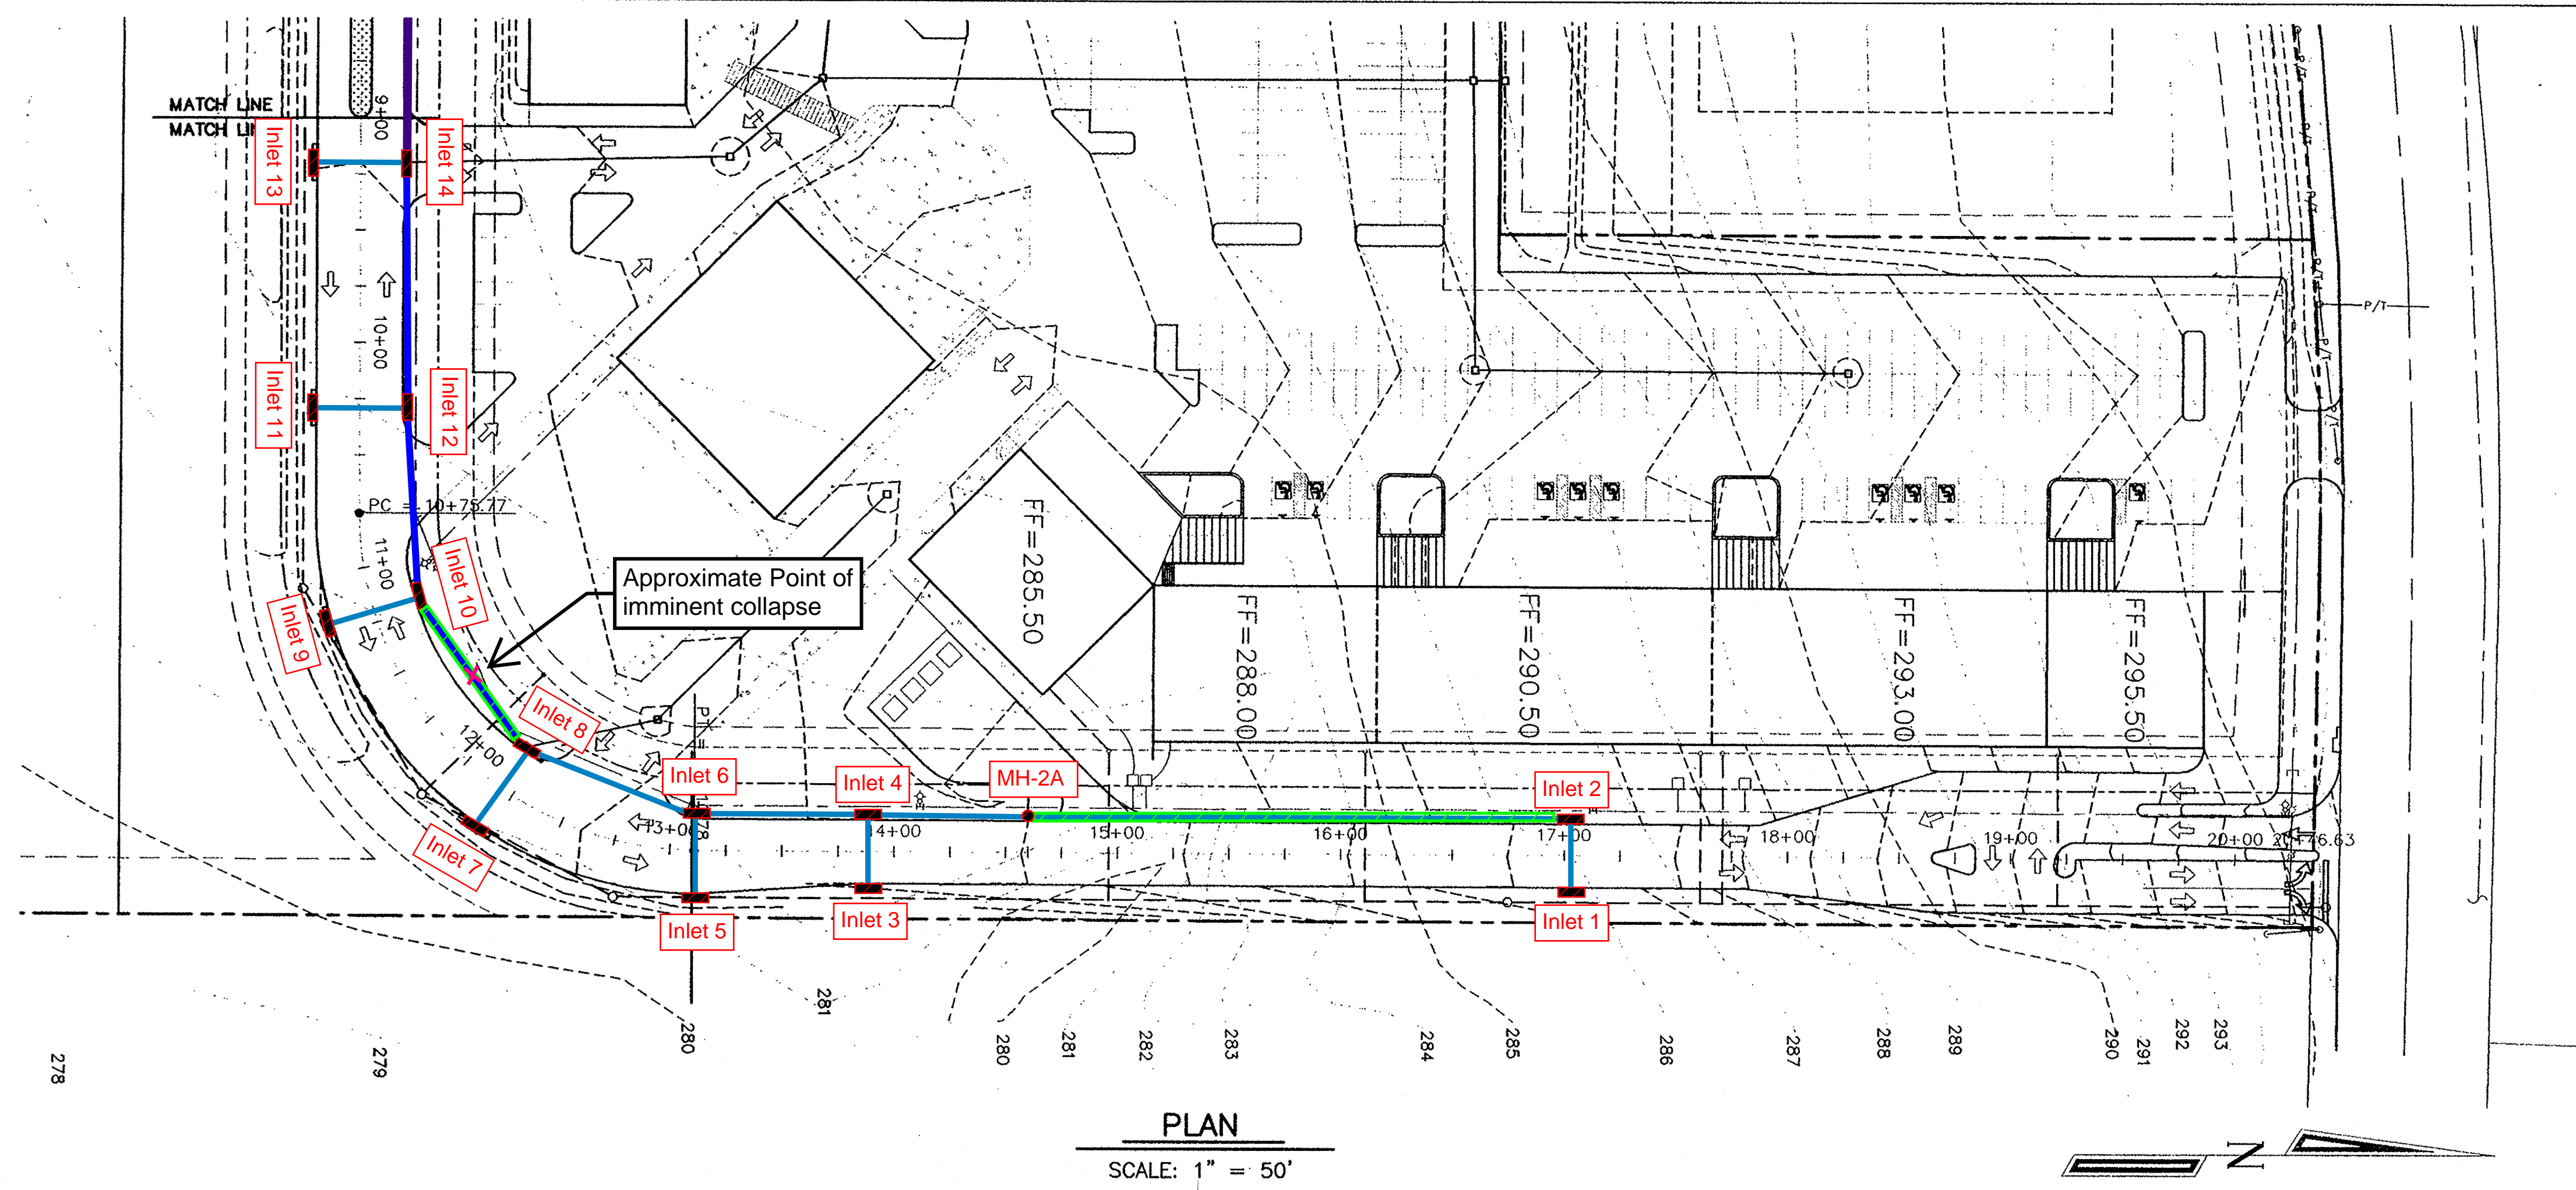 MATCH LINE
MATCH LIN
9+00
Inlet 13
Inlet 14
10+00
Inlet 11
Inlet 12
PC = 10+75.77
11+00
Inlet 10
Inlet 9
Approximate Point of
imminent collapse
Inlet 8
12+00
Inlet 7
Inlet 6
Inlet 4
MH-2A
Inlet 2
14+00
15+00
16+00
17+00
18+00
19+00
20+00
Inlet 5
Inlet 3
Inlet 1
FF=285.50
FF=288.00
FF=290.50
FF=293.00
FF=295.50
P/T
P/T
P/T
P/T
P/T
P/T
P/T
278
279
280
281
280
281
282
283
284
285
286
287
288
289
290
291
292
293
PLAN
SCALE: 1" = 50'
N